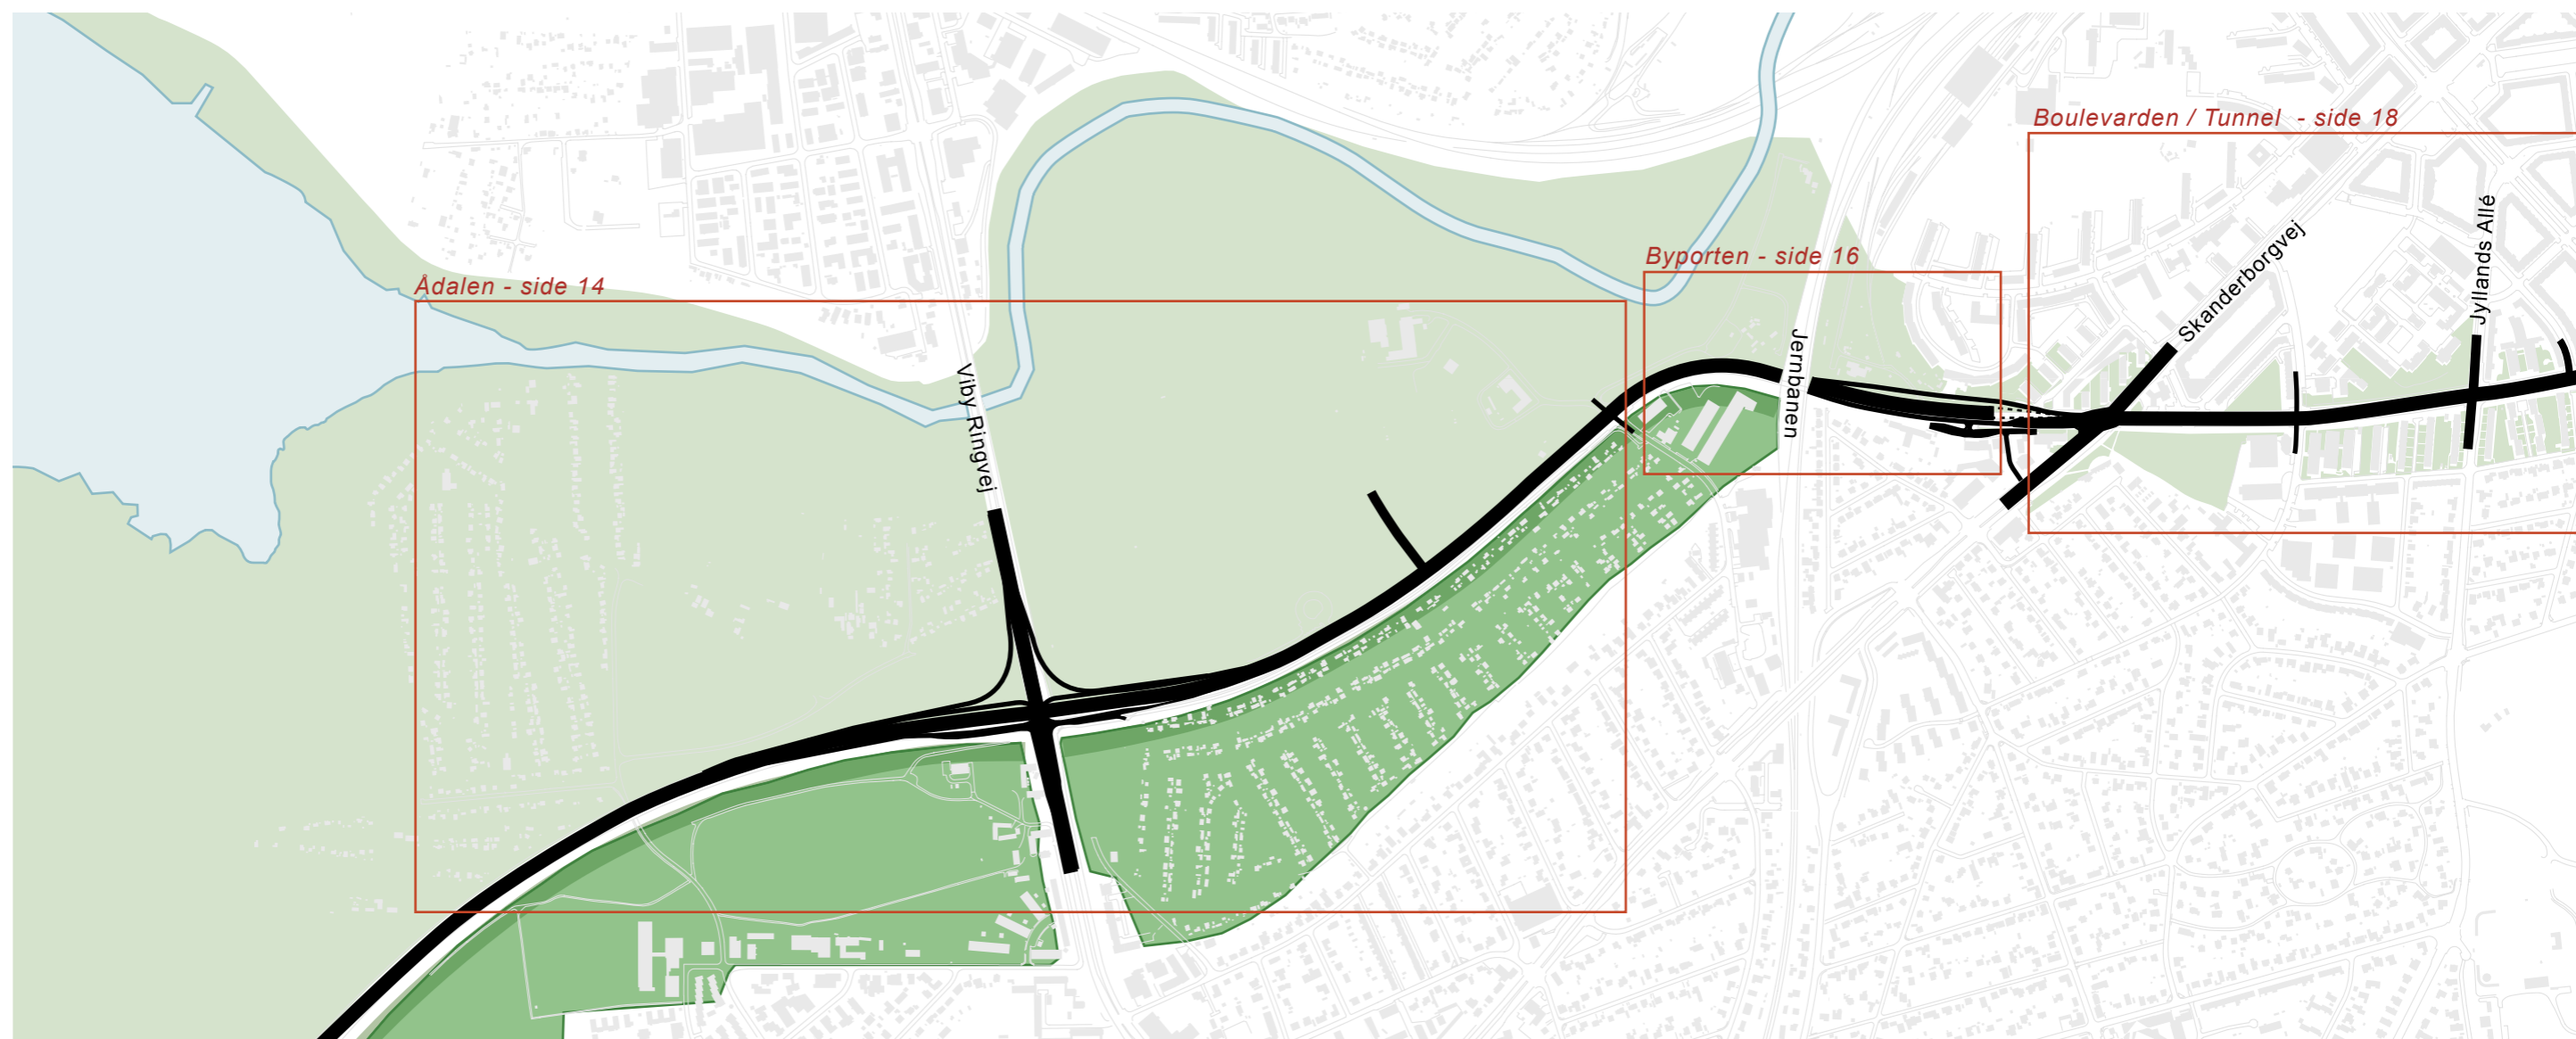 Boulevarden / Tunnel - side 18
Byporten - side 16
Ådalen - side 14
Viby Ringvej
Jernbanen
Skanderborgvej
Jyllands Allé